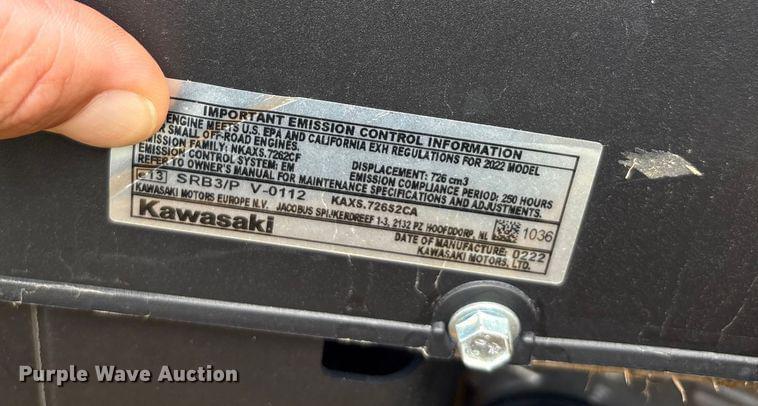 IMPORTANT EMISSION CONTROL INFORMATION
ENGINE MEETS U.S. EPA AND CALIFORNIA EXH REGULATIONS FOR 2022 MODEL
SMALL OFF-ROAD ENGINES.
EMISSION FAMILY: NKAXS.7262CF DISPLACEMENT: 726 cm3
EMISSION CONTROL SYSTEM: EM EMISSION COMPLIANCE PERIOD: 250 HOURS
REFER TO OWNER'S MANUAL FOR MAINTENANCE SPECIFICATIONS AND ADJUSTMENTS.
e13 SRB3/P V-0112 KAXS.726S2CA
KAWASAKI MOTORS EUROPE N.V. JACOBUS SPIJKERDREEF 1-3, 2132 PZ HOOFDDORP, NL 1036
Kawasaki
DATE OF MANUFACTURE: 0222
KAWASAKI MOTORS, LTD.
Purple Wave Auction